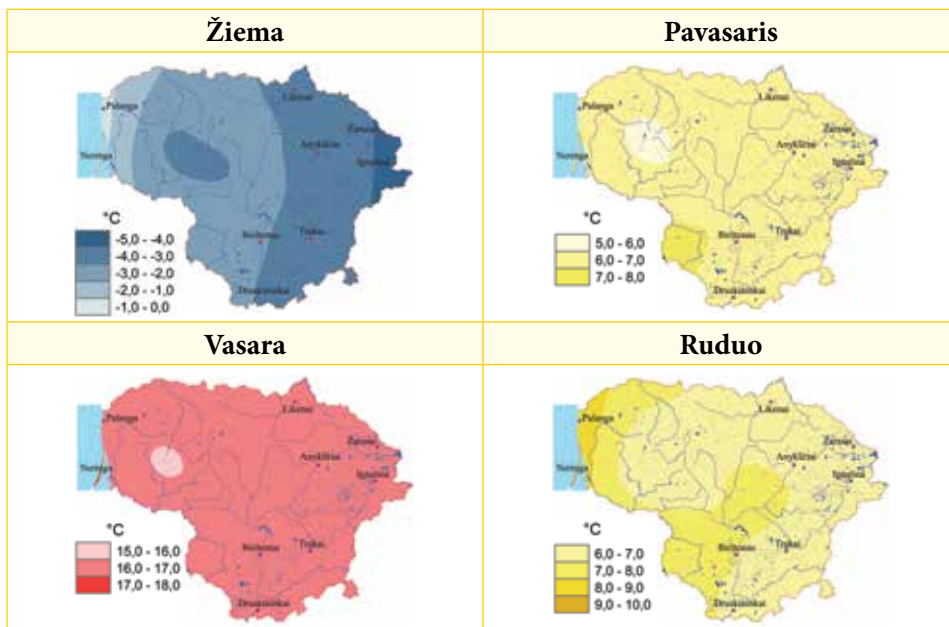 Žiema
Pavasaris
Palanga
Likėnai
Zarasai
Neringa
Anykščiai
Ignalina
Birštonas
Trakai
Druskininkai
°C
-5,0 - -4,0
-4,0 - -3,0
-3,0 - -2,0
-2,0 - -1,0
-1,0 - 0,0
Palanga
Likėnai
Zarasai
Neringa
Anykščiai
Ignalina
Birštonas
Trakai
Druskininkai
°C
5,0 - 6,0
6,0 - 7,0
7,0 - 8,0
Vasara
Ruduo
Palanga
Likėnai
Zarasai
Neringa
Anykščiai
Ignalina
Birštonas
Trakai
Druskininkai
°C
15,0 - 16,0
16,0 - 17,0
17,0 - 18,0
Palanga
Likėnai
Zarasai
Neringa
Anykščiai
Ignalina
Birštonas
Trakai
Druskininkai
°C
6,0 - 7,0
7,0 - 8,0
8,0 - 9,0
9,0 - 10,0